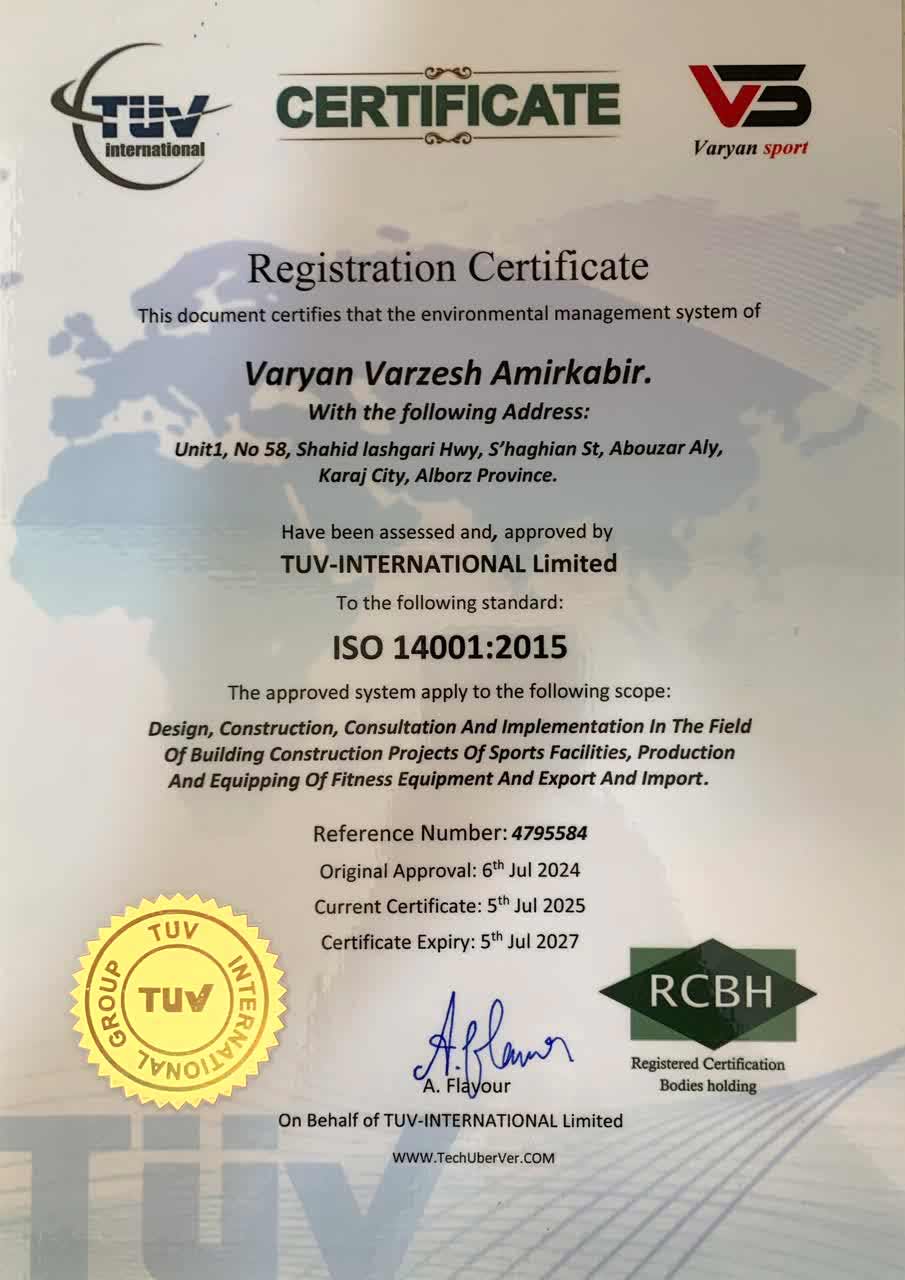 TÜV
international
CERTIFICATE
VS
Varyan sport
Registration Certificate
This document certifies that the environmental management system of
Varyan Varzesh Amirkabir.
With the following Address:
Unit1, No 58, Shahid lashgari Hwy, S'haghian St, Abouzar Aly,
Karaj City, Alborz Province.
Have been assessed and, approved by
TUV-INTERNATIONAL Limited
To the following standard:
ISO 14001:2015
The approved system apply to the following scope:
Design, Construction, Consultation And Implementation In The Field
Of Building Construction Projects Of Sports Facilities, Production
And Equipping Of Fitness Equipment And Export And Import.
Reference Number: 4795584
Original Approval: 6th Jul 2024
Current Certificate: 5th Jul 2025
Certificate Expiry: 5th Jul 2027
TUV INTERNATIONAL GROUP
TÜV
RCBH
Registered Certification
Bodies holding
A. Flavour
A. Flavour
On Behalf of TUV-INTERNATIONAL Limited
WWW.TechUberVer.COM
TÜV